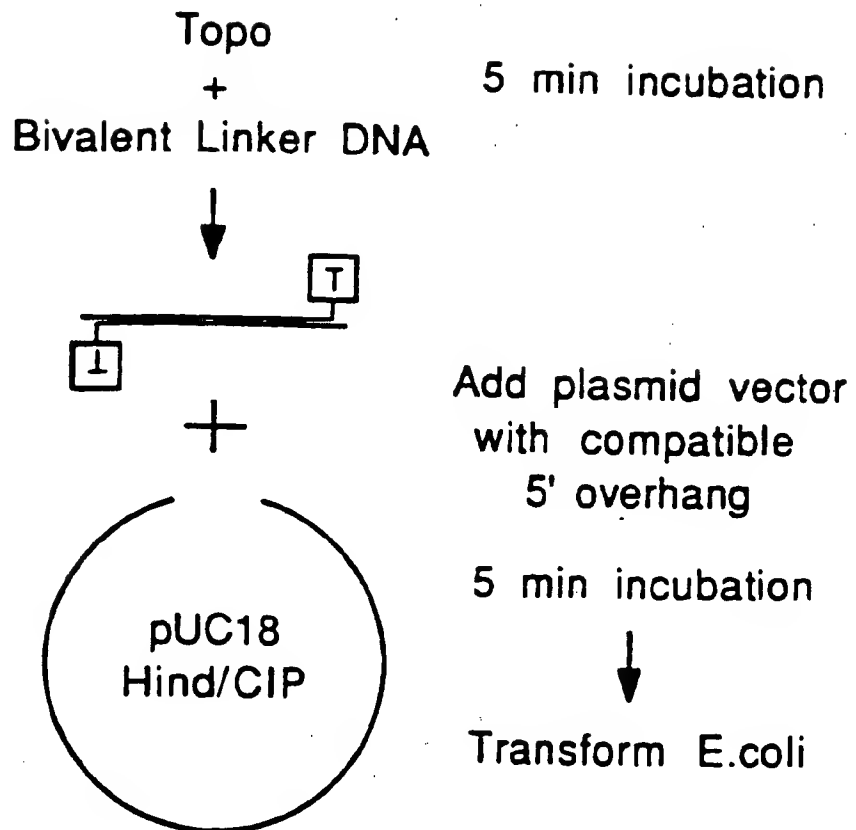 Topo
+
Bivalent Linker DNA
5 min incubation
T
T
+
Add plasmid vector
with compatible
5' overhang
5 min incubation
pUC18
Hind/CIP
Transform E.coli